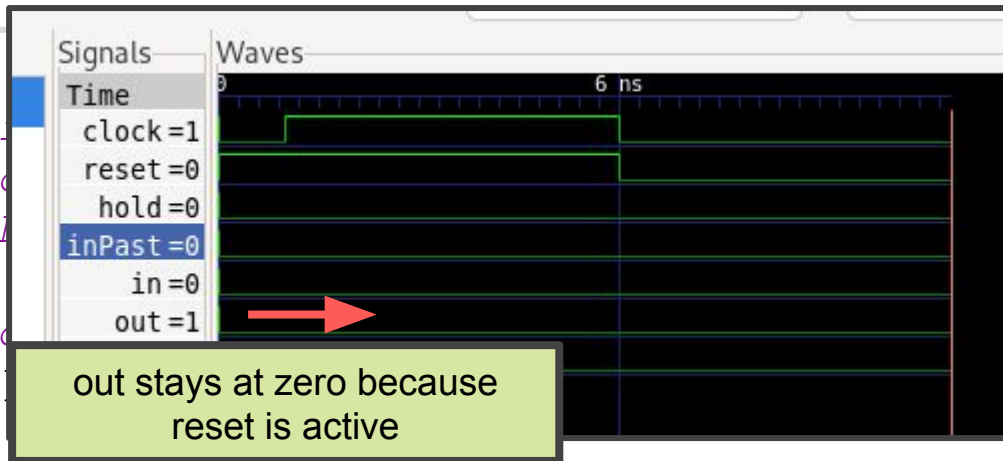 Signals Waves
Time 0 6 ns
clock =1
reset =0
hold =0
inPast =0
in =0
out =1
out stays at zero because
reset is active